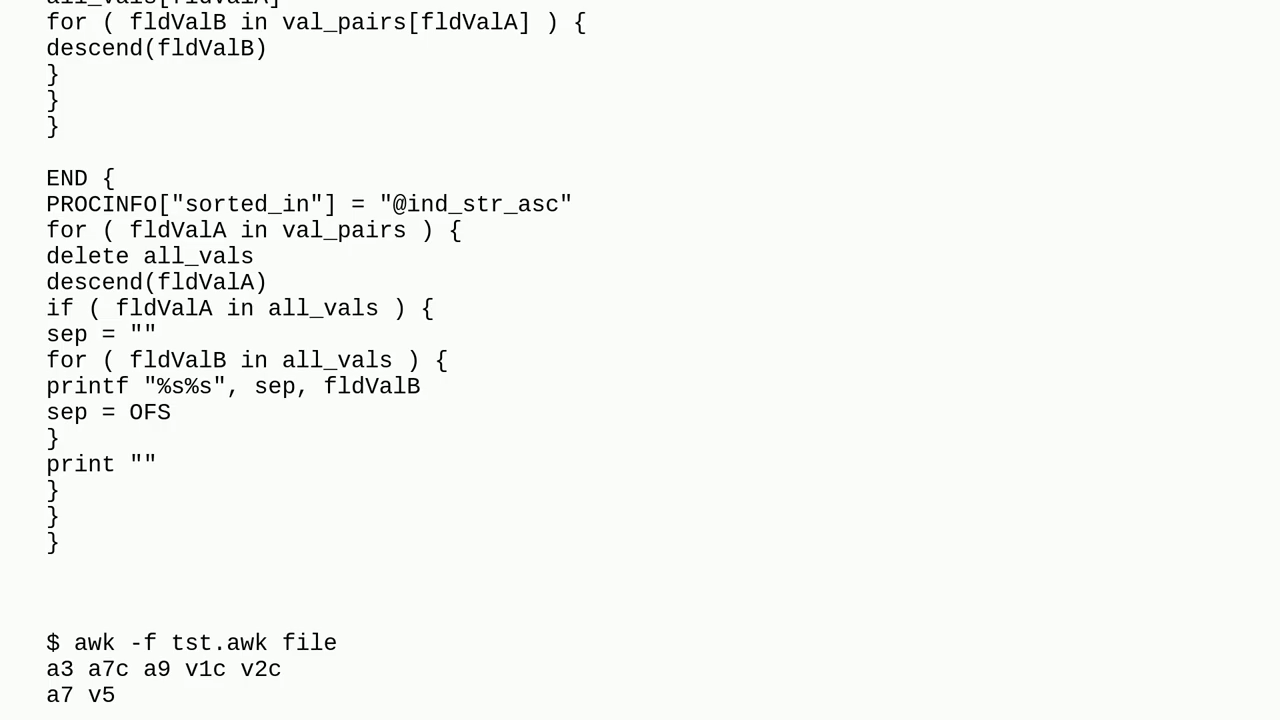 all_vals[fldValA]
for ( fldValB in val_pairs[fldValA] ) {
descend(fldValB)
}
}
}
END {
PROCINFO["sorted_in"] = "@ind_str_asc"
for ( fldValA in val_pairs ) {
delete all_vals
descend(fldValA)
if ( fldValA in all_vals ) {
sep = ""
for ( fldValB in all_vals ) {
printf "%s%s", sep, fldValB
sep = OFS
}
print ""
}
}
}
$ awk -f tst.awk file
a3 a7c a9 v1c v2c
a7 v5